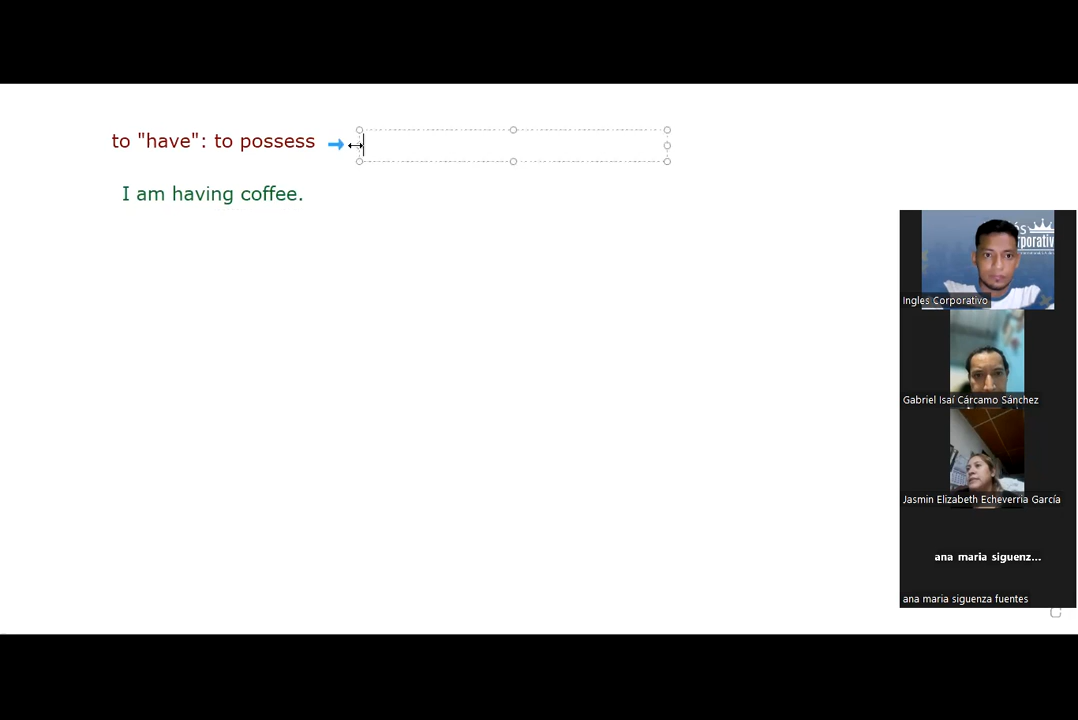 to "have": to possess
I am having coffee.
Ingles Corporativo
Gabriel Isaí Cárcamo Sánchez
Jasmin Elizabeth Echeverría García
ana maria siguenz...
ana maria siguenza fuentes